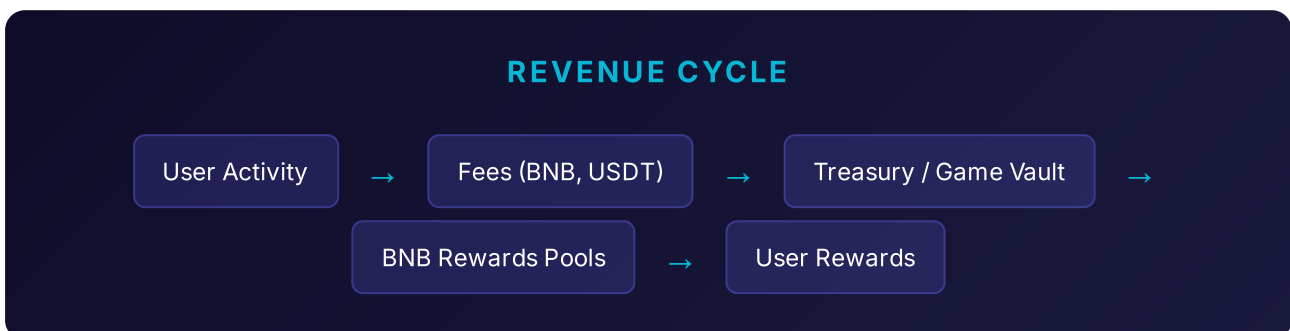 REVENUE CYCLE
User Activity → Fees (BNB, USDT) → Treasury / Game Vault →
BNB Rewards Pools → User Rewards